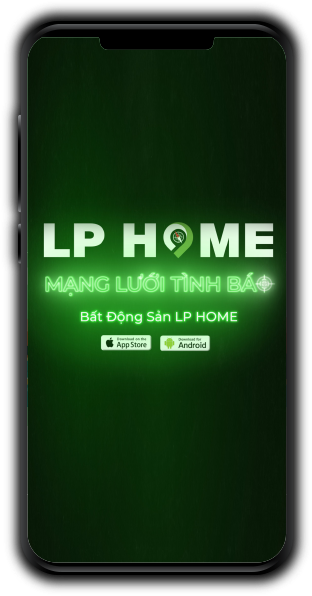 LP HOME
MẠNG LƯỚI TÌNH BÁO
Bất Động Sản LP HOME
Download on the App Store
Download for Android